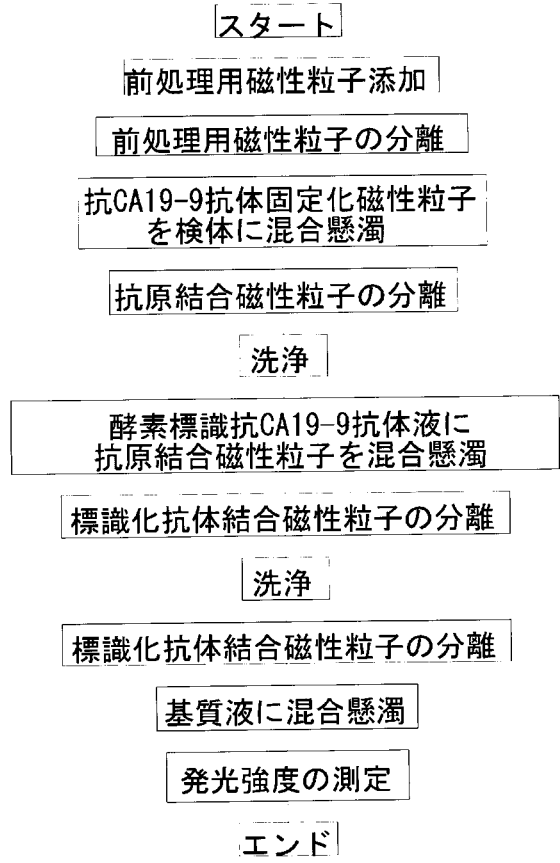 スタート
前処理用磁性粒子添加
前処理用磁性粒子の分離
抗CA19-9抗体固定化磁性粒子
を検体に混合懸濁
抗原結合磁性粒子の分離
洗浄
酵素標識抗CA19-9抗体液に
抗原結合磁性粒子を混合懸濁
標識化抗体結合磁性粒子の分離
洗浄
標識化抗体結合磁性粒子の分離
基質液に混合懸濁
発光強度の測定
エンド